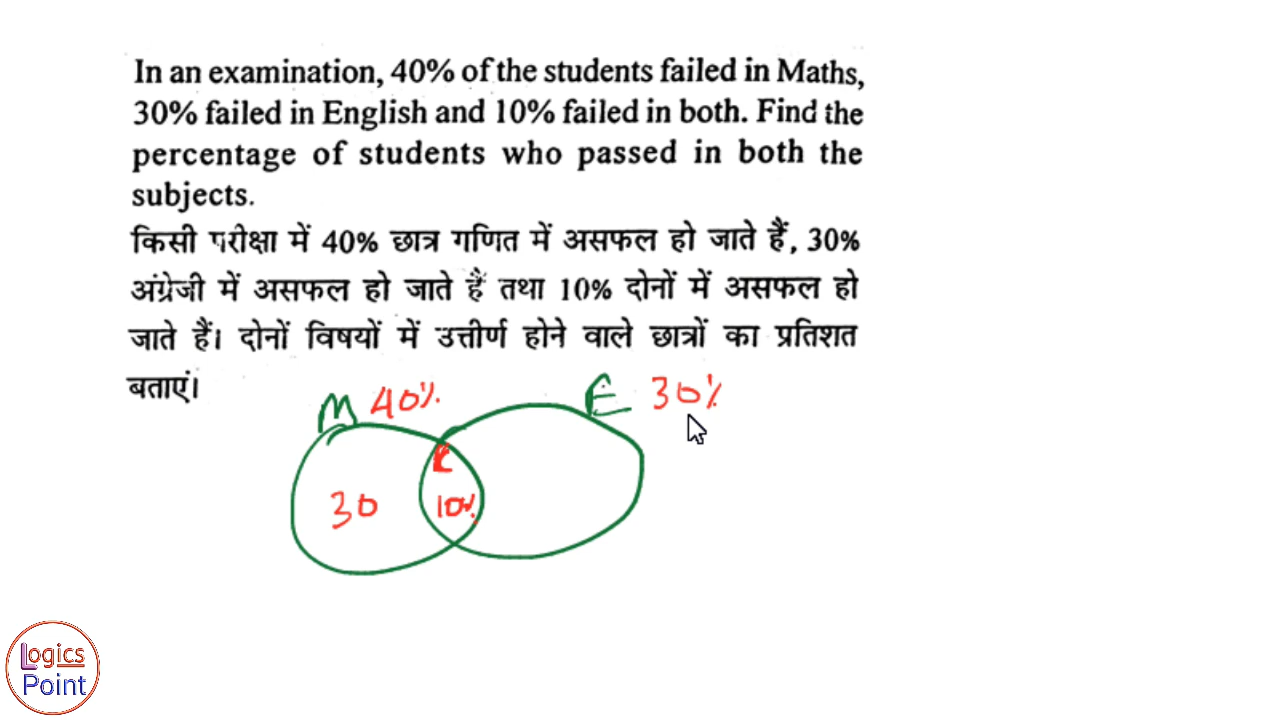 In an examination, 40% of the students failed in Maths,
30% failed in English and 10% failed in both. Find the
percentage of students who passed in both the
subjects.
किसी परीक्षा में 40% छात्र गणित में असफल हो जाते हैं, 30%
अंग्रेजी में असफल हो जाते हैं तथा 10% दोनों में असफल हो
जाते हैं। दोनों विषयों में उत्तीर्ण होने वाले छात्रों का प्रतिशत
बताएं।
M 40% E 30%
30 10%
Logics
Point